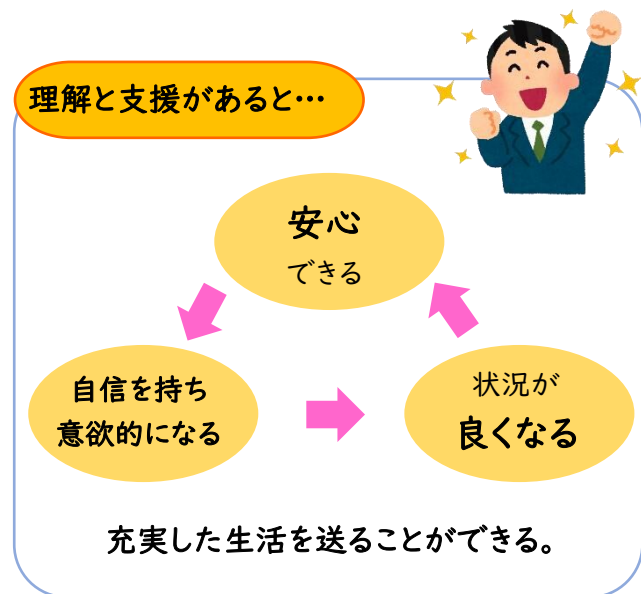 理解と支援があると…
安心
できる
自信を持ち
意欲的になる
状況が
良くなる
充実した生活を送ることができる。